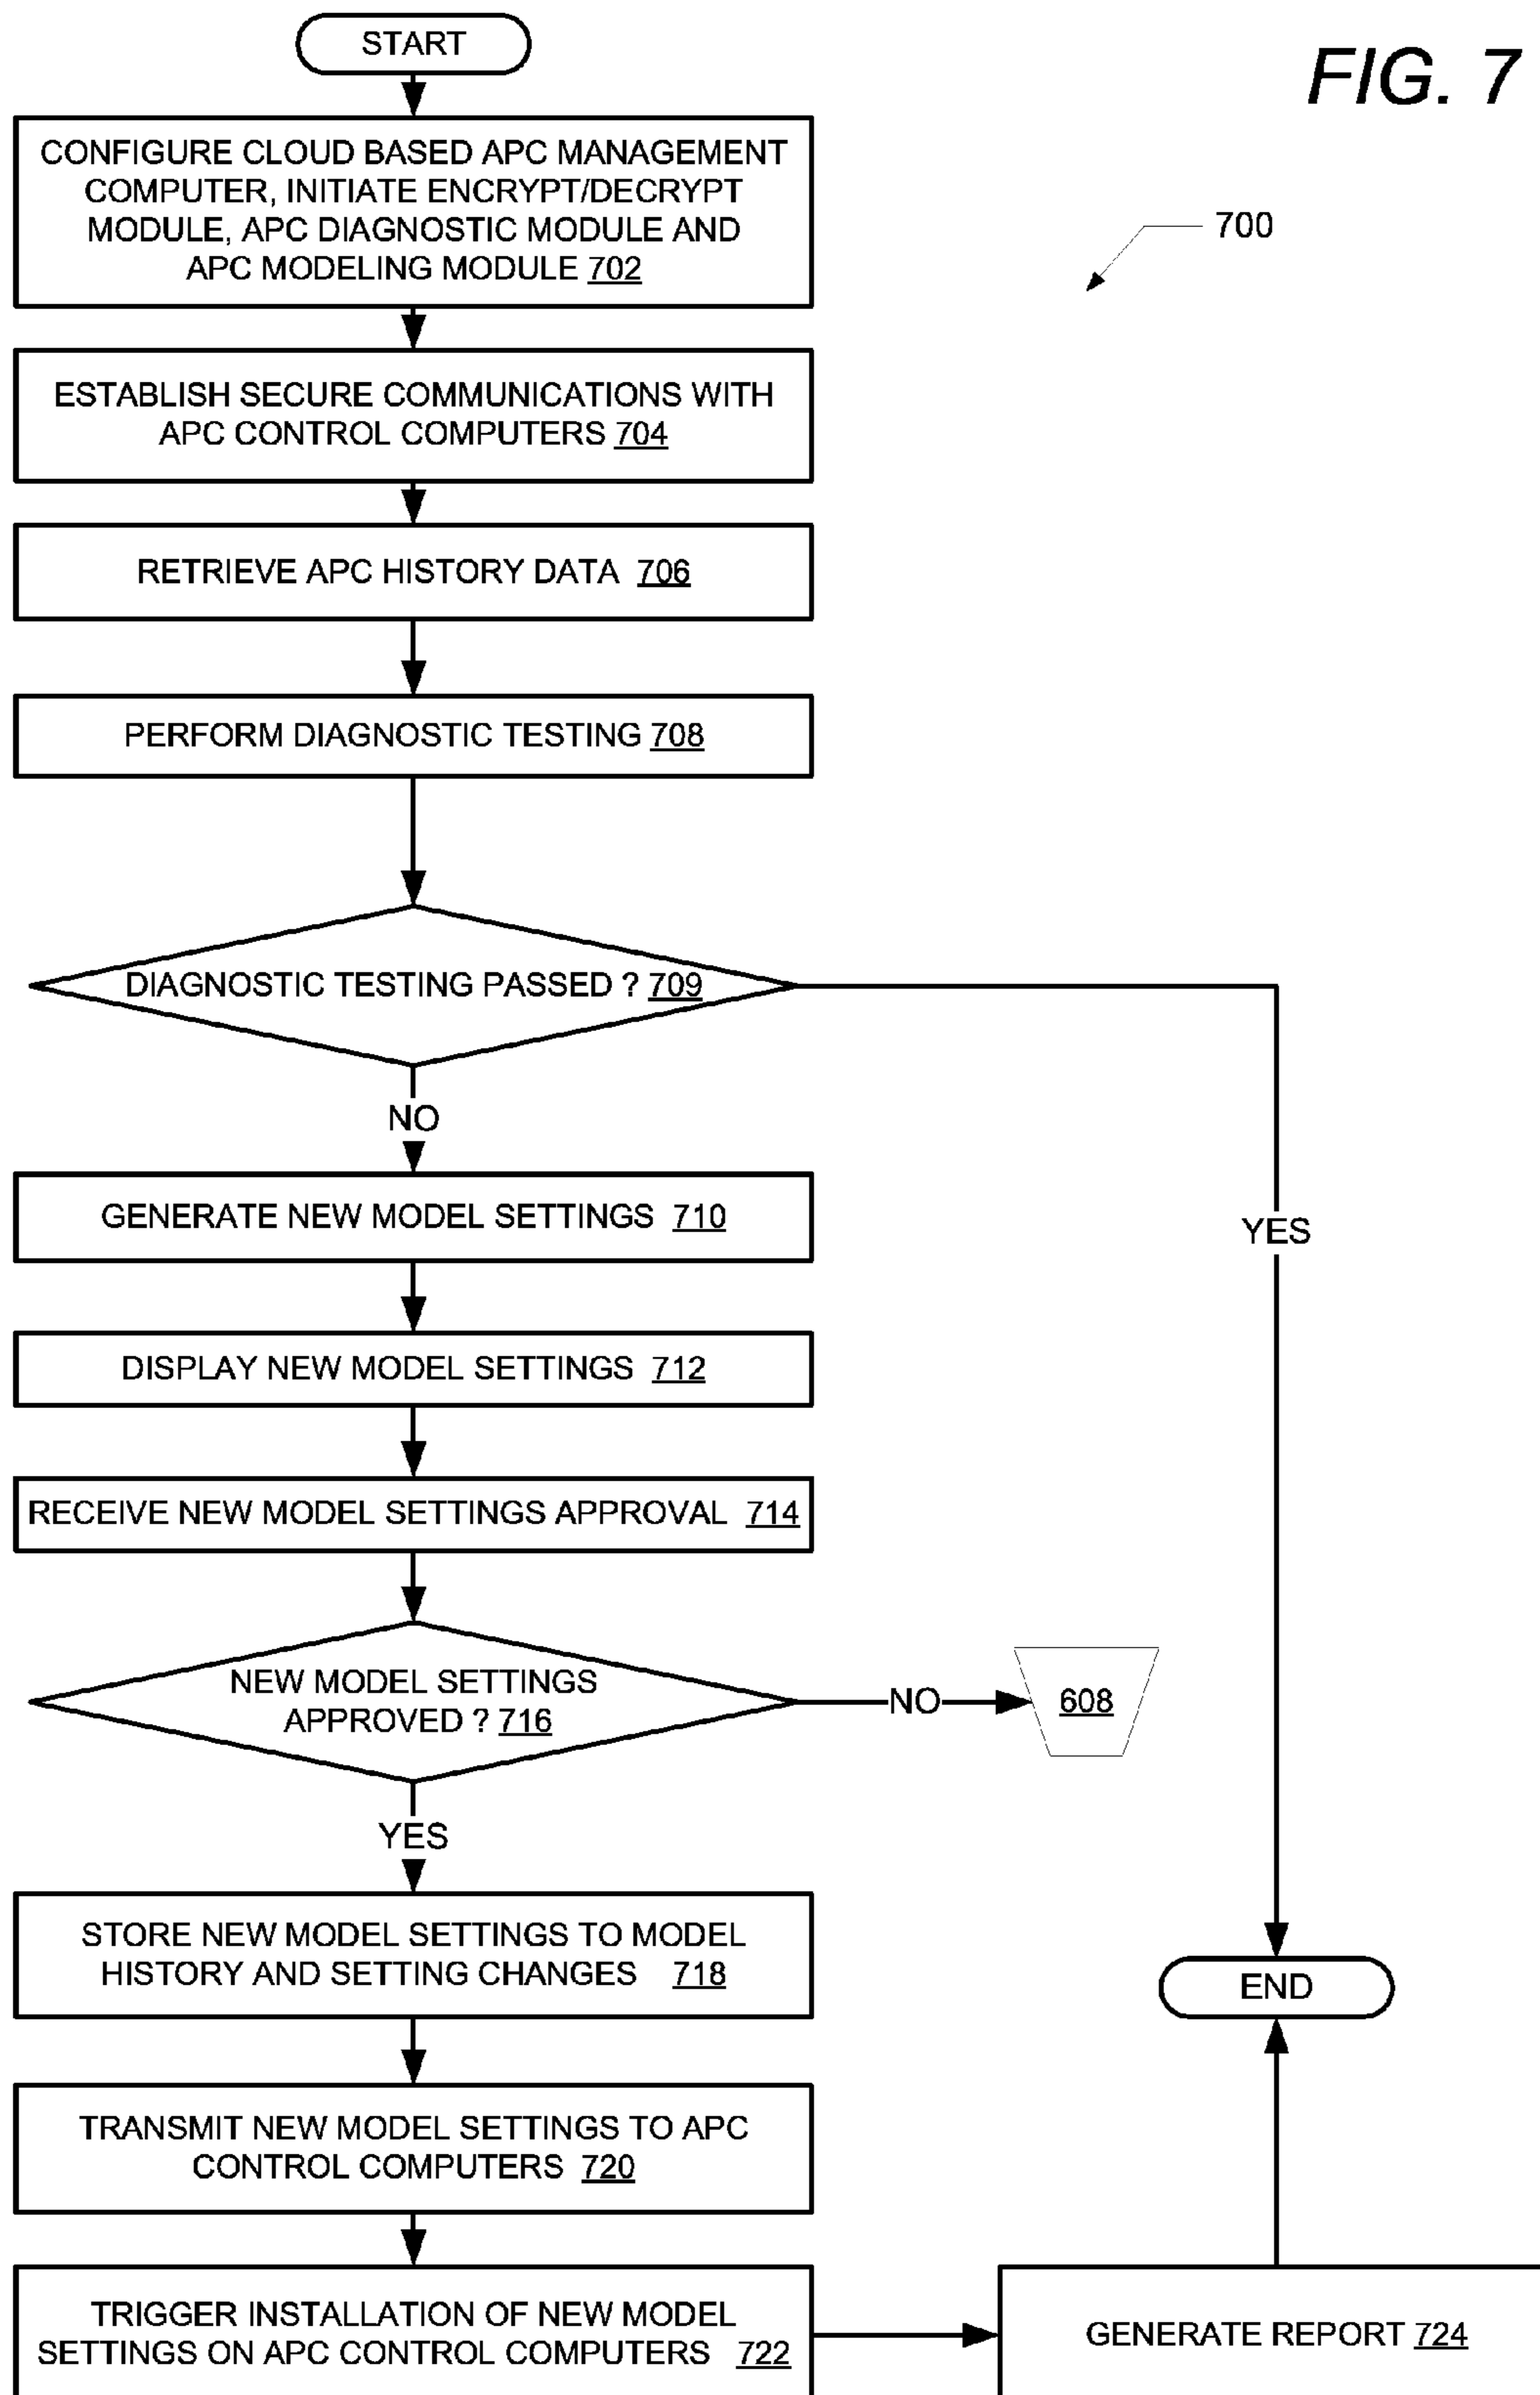 START
FIG. 7
CONFIGURE CLOUD BASED APC MANAGEMENT
COMPUTER, INITIATE ENCRYPT/DECRYPT
MODULE, APC DIAGNOSTIC MODULE AND
APC MODELING MODULE 702
700
ESTABLISH SECURE COMMUNICATIONS WITH
APC CONTROL COMPUTERS 704
RETRIEVE APC HISTORY DATA 706
PERFORM DIAGNOSTIC TESTING 708
DIAGNOSTIC TESTING PASSED ? 709
NO
YES
GENERATE NEW MODEL SETTINGS 710
DISPLAY NEW MODEL SETTINGS 712
RECEIVE NEW MODEL SETTINGS APPROVAL 714
NEW MODEL SETTINGS
APPROVED ? 716
NO
608
YES
STORE NEW MODEL SETTINGS TO MODEL
HISTORY AND SETTING CHANGES 718
END
TRANSMIT NEW MODEL SETTINGS TO APC
CONTROL COMPUTERS 720
TRIGGER INSTALLATION OF NEW MODEL
SETTINGS ON APC CONTROL COMPUTERS 722
GENERATE REPORT 724